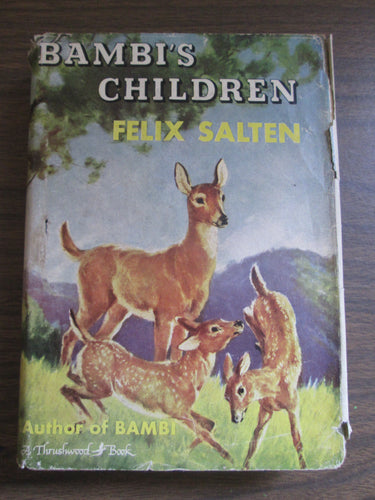 BAMBI'S
CHILDREN
FELIX SALTEN
Author of BAMBI
A Thrushwood Book